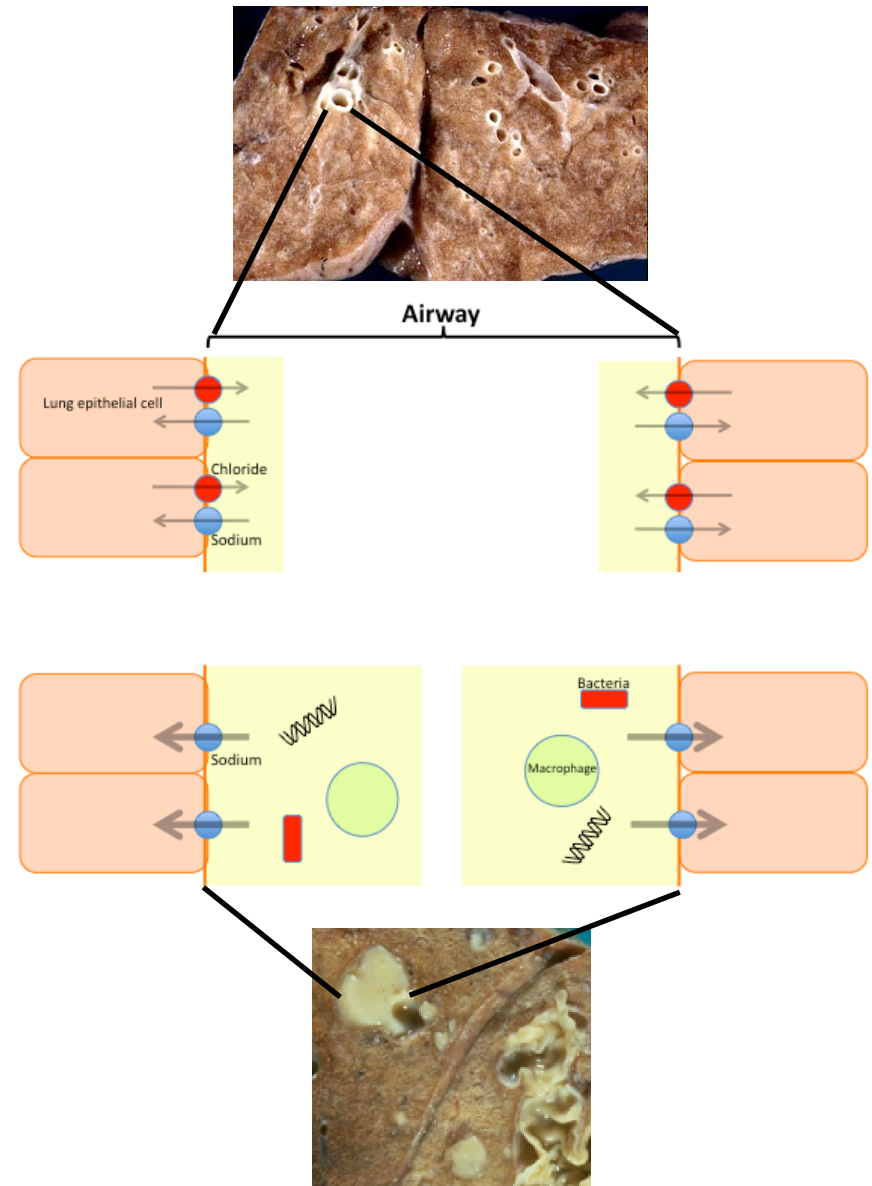 Airway
Lung epithelial cell
Chloride
Sodium
Bacteria
Sodium
Macrophage